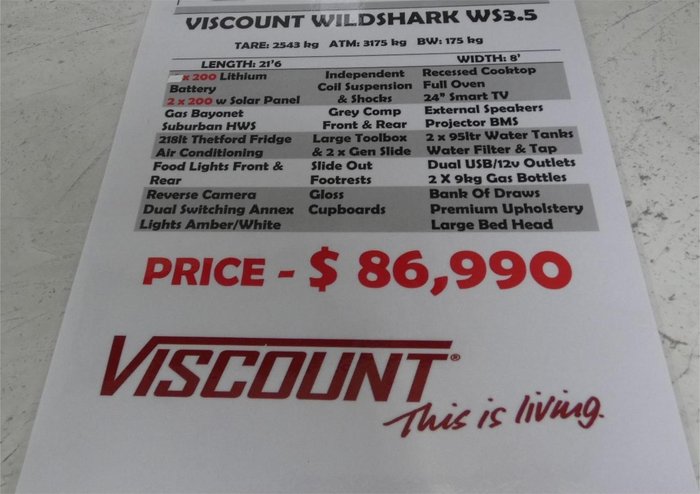 VISCOUNT WILDSHARK WS3.5
TARE: 2543 kg ATM: 3175 kg BW: 175 kg
LENGTH: 21'6 WIDTH: 8'
x 200 Lithium Independent Recessed Cooktop
Battery Coil Suspension Full Oven
2 x 200 w Solar Panel & Shocks 24" Smart TV
Gas Bayonet Grey Comp External Speakers
Suburban HWS Front & Rear Projector BMS
218lt Thetford Fridge Large Toolbox 2 x 95ltr Water Tanks
Air Conditioning & 2 x Gen Slide Water Filter & Tap
Food Lights Front & Slide Out Dual USB/12v Outlets
Rear Footrests 2 X 9kg Gas Bottles
Reverse Camera Gloss Bank Of Draws
Dual Switching Annex Cupboards Premium Upholstery
Lights Amber/White Large Bed Head
PRICE - $ 86,990
VISCOUNT®
This is living.